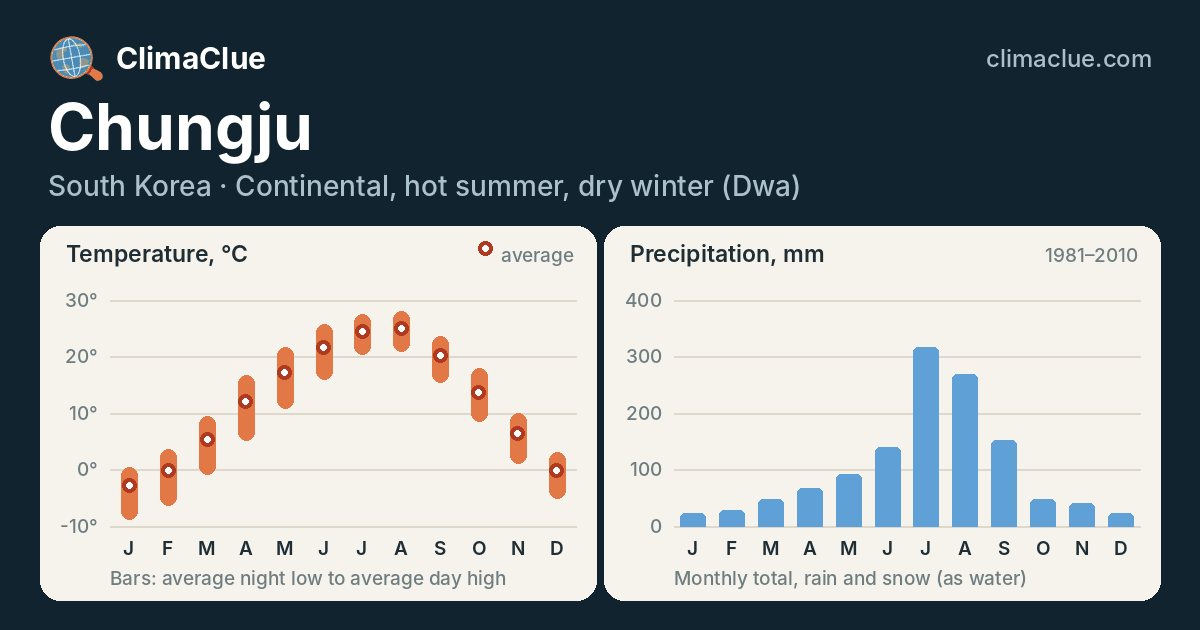 ClimaClue
climaclue.com
Chungju
South Korea · Continental, hot summer, dry winter (Dwa)
Temperature, °C
average
30°
20°
10°
0°
-10°
J F M A M J J A S O N D
Bars: average night low to average day high
Precipitation, mm
1981–2010
400
300
200
100
0
J F M A M J J A S O N D
Monthly total, rain and snow (as water)